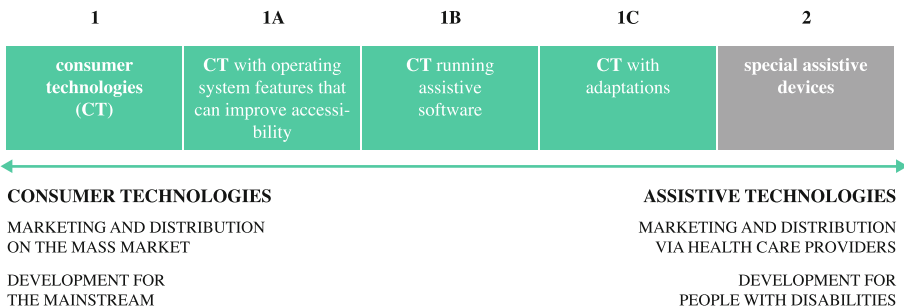 1
1A
1B
1C
2
consumer
technologies
(CT)
CT with operating
system features that
can improve accessi-
bility
CT running
assistive
software
CT with
adaptations
special assistive
devices
CONSUMER TECHNOLOGIES
MARKETING AND DISTRIBUTION
ON THE MASS MARKET
DEVELOPMENT FOR
THE MAINSTREAM
ASSISTIVE TECHNOLOGIES
MARKETING AND DISTRIBUTION
VIA HEALTH CARE PROVIDERS
DEVELOPMENT FOR
PEOPLE WITH DISABILITIES